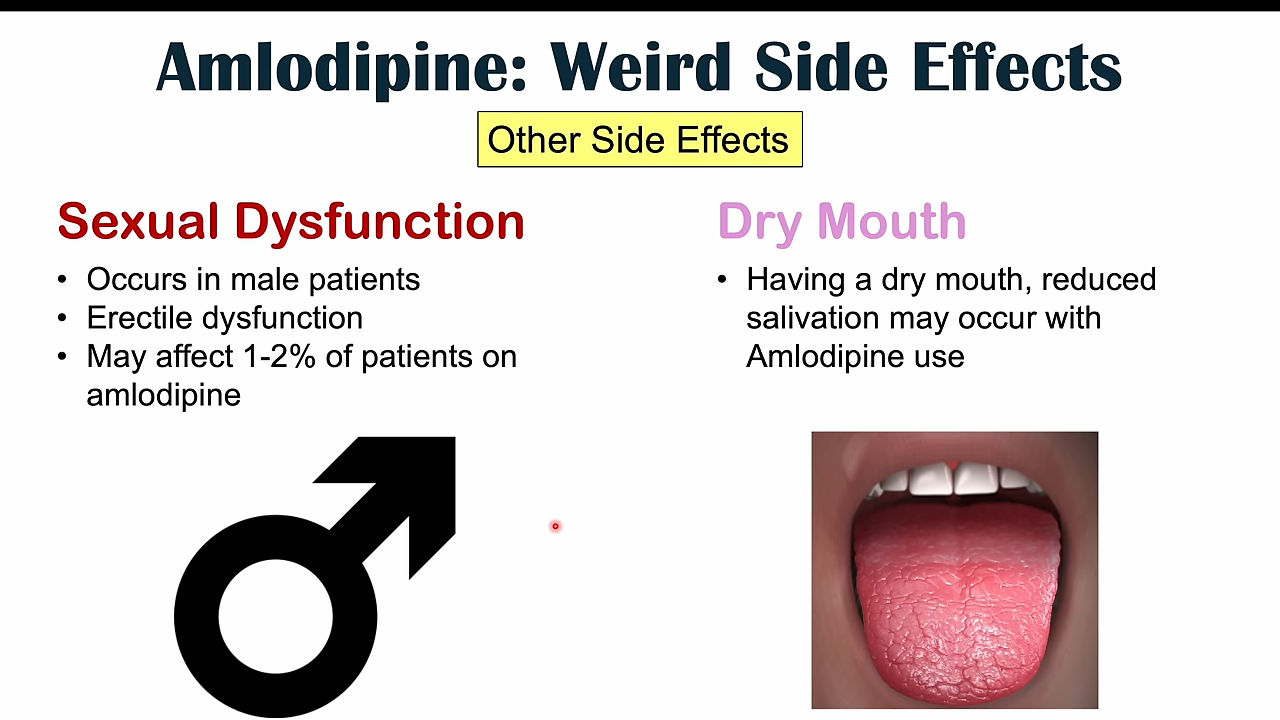 Amlodipine: Weird Side Effects
Other Side Effects
Sexual Dysfunction
• Occurs in male patients
• Erectile dysfunction
• May affect 1-2% of patients on
amlodipine
Dry Mouth
• Having a dry mouth, reduced
salivation may occur with
Amlodipine use